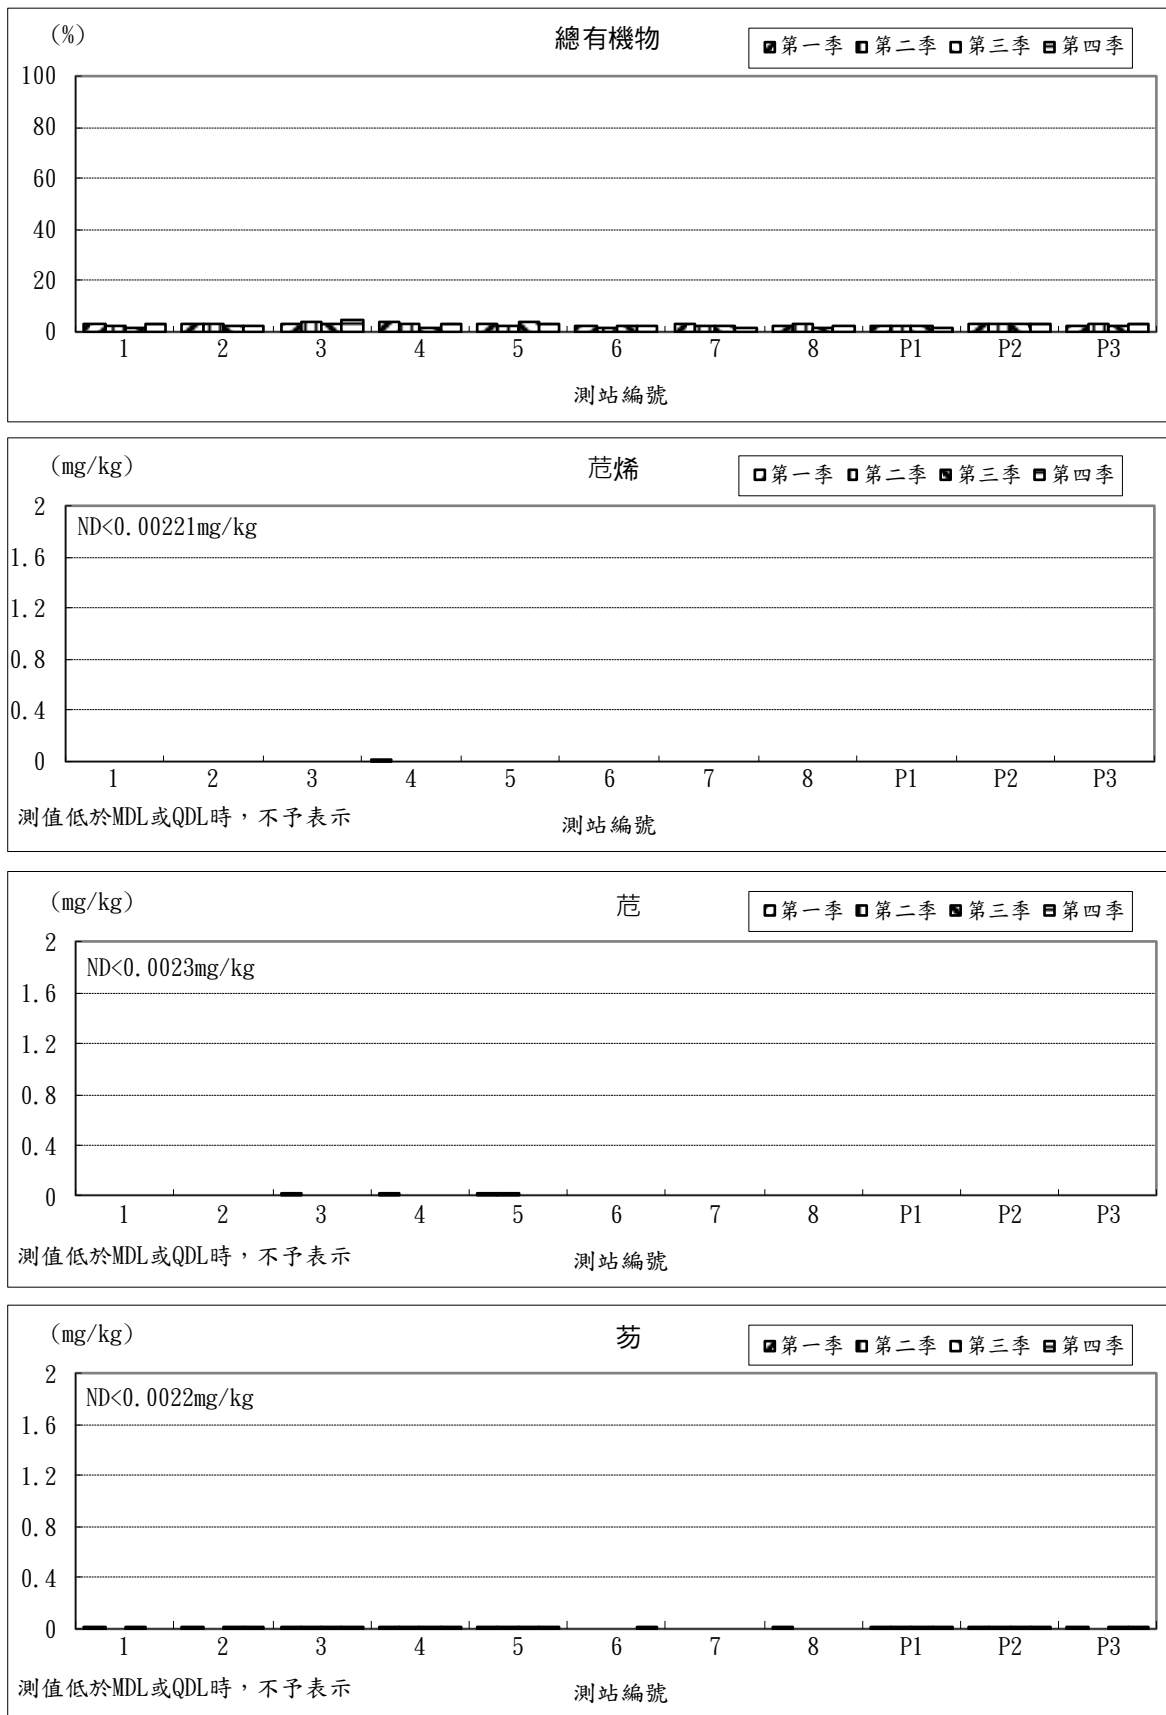 (%)
總有機物
第一季 第二季 第三季 第四季
100
80
60
40
20
0
1 2 3 4 5 6 7 8 P1 P2 P3
測站編號
(mg/kg)
苊烯
第一季 第二季 第三季 第四季
2
ND<0.00221mg/kg
1.6
1.2
0.8
0.4
0
1 2 3 4 5 6 7 8 P1 P2 P3
測值低於MDL或QDL時，不予表示
測站編號
(mg/kg)
苊
第一季 第二季 第三季 第四季
2
ND<0.0023mg/kg
1.6
1.2
0.8
0.4
0
1 2 3 4 5 6 7 8 P1 P2 P3
測值低於MDL或QDL時，不予表示
測站編號
(mg/kg)
芴
第一季 第二季 第三季 第四季
2
ND<0.0022mg/kg
1.6
1.2
0.8
0.4
0
1 2 3 4 5 6 7 8 P1 P2 P3
測值低於MDL或QDL時，不予表示
測站編號